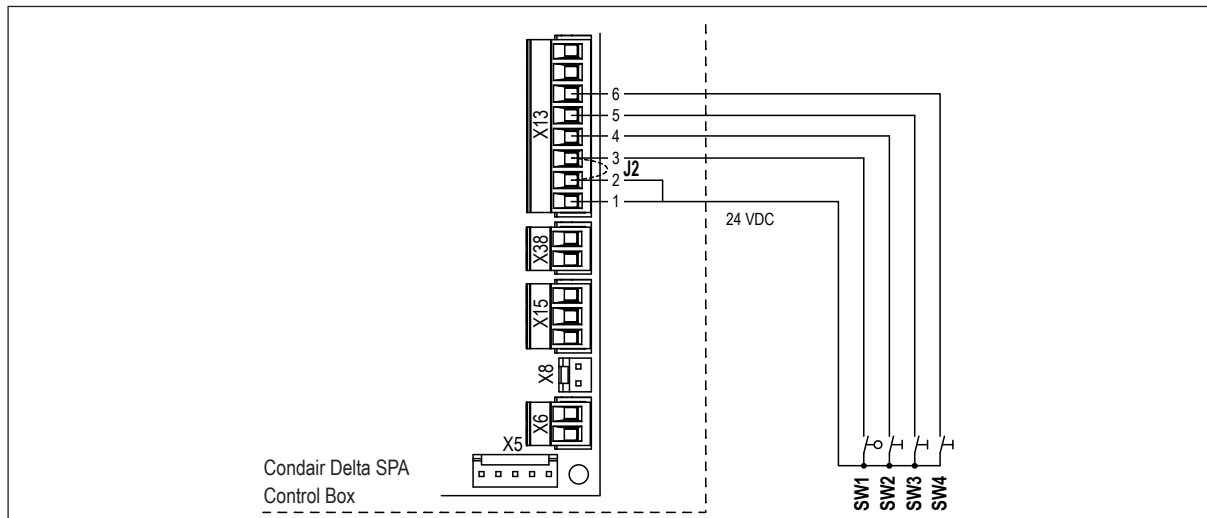 X13
6
5
4
3
J2
2
1
24 VDC
X38
X15
X8
X6
X5
Condair Delta SPA
Control Box
SW1
SW2
SW3
SW4